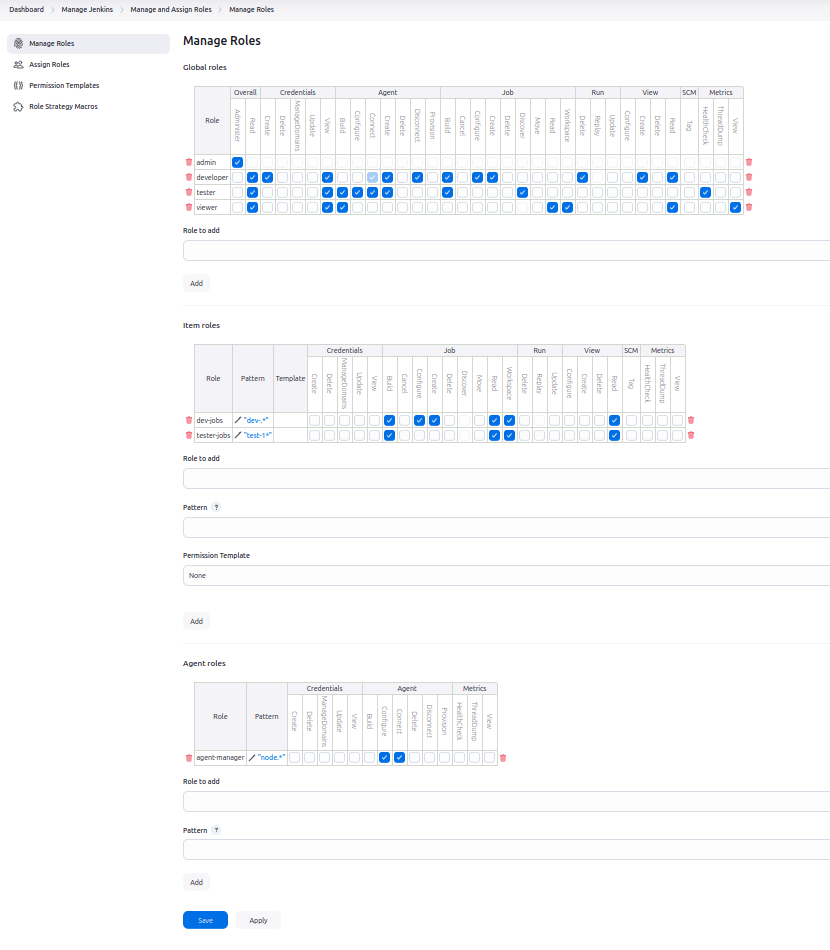 Dashboard > Manage Jenkins > Manage and Assign Roles > Manage Roles
Manage Roles
Assign Roles
Permission Templates
Role Strategy Macros
Manage Roles
Global roles
Role Overall Credentials Agent Job Run View SCM Metrics
Administer Read Create Delete ManageDomains Update View Build Configure Connect Create Delete Disconnect Provision Build Cancel Configure Create Delete Discover Move Read Workspace Delete Replay Update Configure Create Delete Read Tag HealthCheck ThreadDump View
admin
developer
tester
viewer
Role to add
Add
Item roles
Role Pattern Template Credentials Job Run View SCM Metrics
Create Delete ManageDomains Update View Build Cancel Configure Create Delete Discover Move Read Workspace Delete Replay Update Configure Create Delete Read Tag HealthCheck ThreadDump View
dev-jobs "dev-.*"
tester-jobs "test-1*"
Role to add
Pattern ?
Permission Template
None
Add
Agent roles
Role Pattern Credentials Agent Metrics
Create Delete ManageDomains Update View Build Configure Connect Delete Disconnect Provision HealthCheck ThreadDump View
agent-manager "node.*"
Role to add
Pattern ?
Add
Save Apply